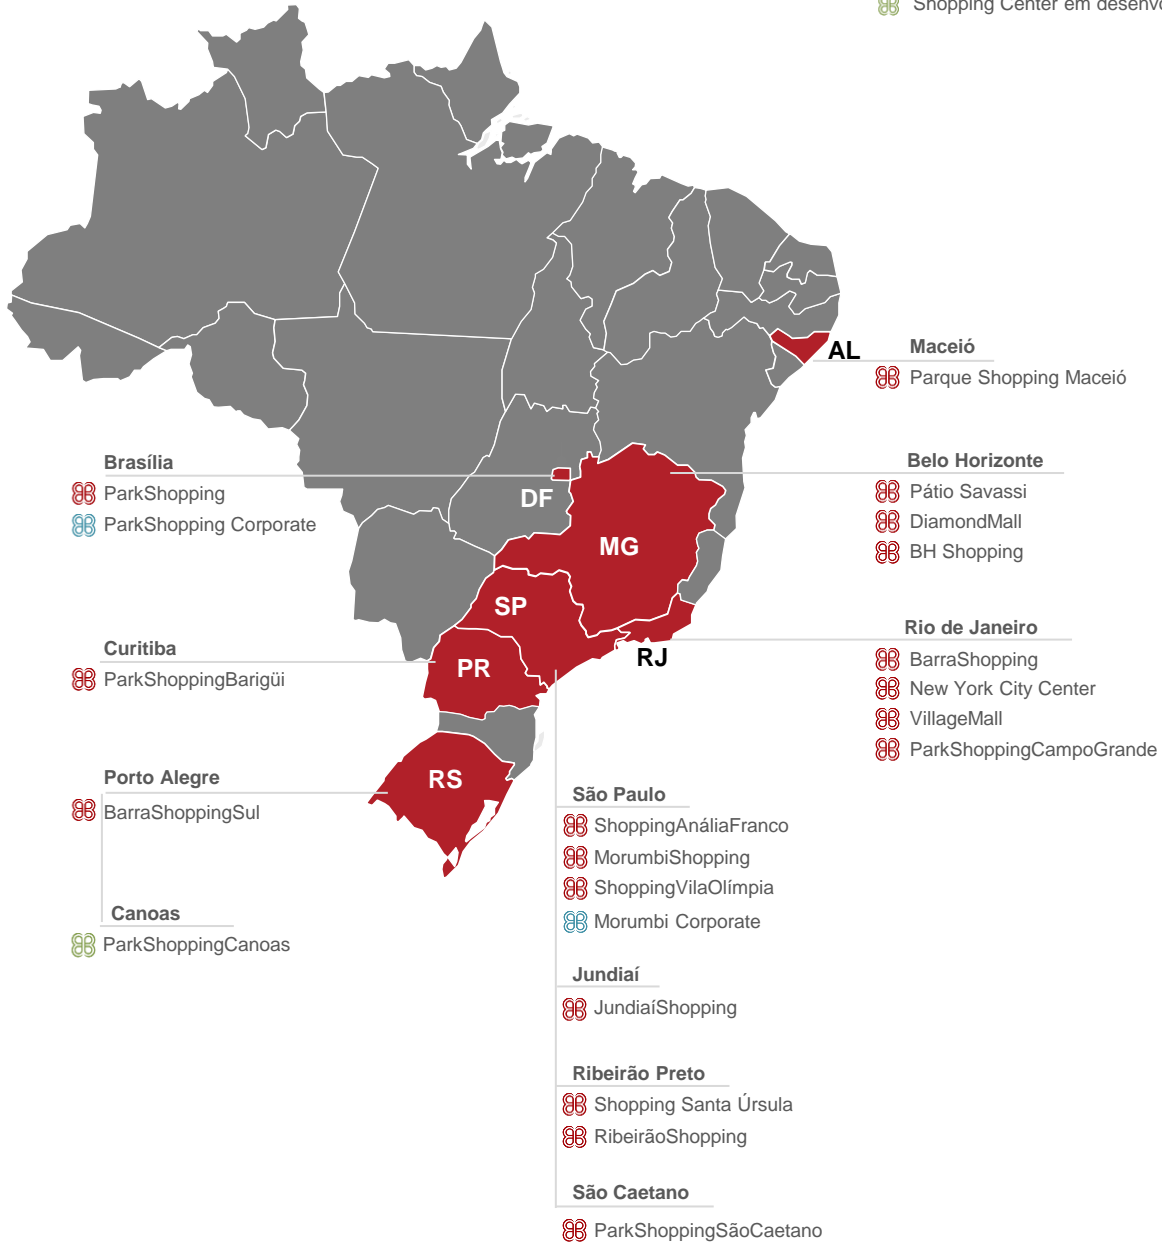 Shopping Center em
AL
Maceió
Parque Shopping Maceió
Brasília
ParkShopping
ParkShopping Corporate
DF
Belo Horizonte
Pátio Savassi
DiamondMall
BH Shopping
MG
SP
Rio de Janeiro
BarraShopping
New York City Center
VillageMall
ParkShoppingCampoGrande
RJ
Curitiba
ParkShoppingBarigüi
PR
Porto Alegre
BarraShoppingSul
RS
Canoas
ParkShoppingCanoas
São Paulo
ShoppingAnáliaFranco
MorumbiShopping
ShoppingVilaOlímpia
Morumbi Corporate
Jundiaí
JundiaíShopping
Ribeirão Preto
Shopping Santa Úrsula
RibeirãoShopping
São Caetano
ParkShoppingSãoCaetano